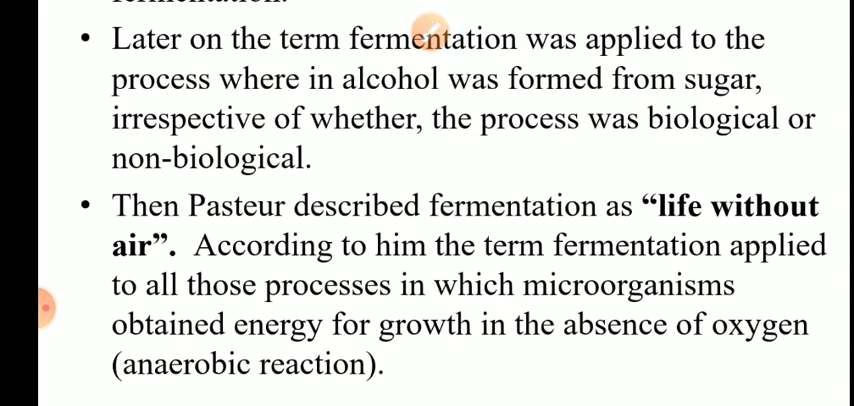 • Later on the term fermentation was applied to the
process where in alcohol was formed from sugar,
irrespective of whether, the process was biological or
non-biological.
• Then Pasteur described fermentation as “life without
air”. According to him the term fermentation applied
to all those processes in which microorganisms
obtained energy for growth in the absence of oxygen
(anaerobic reaction).